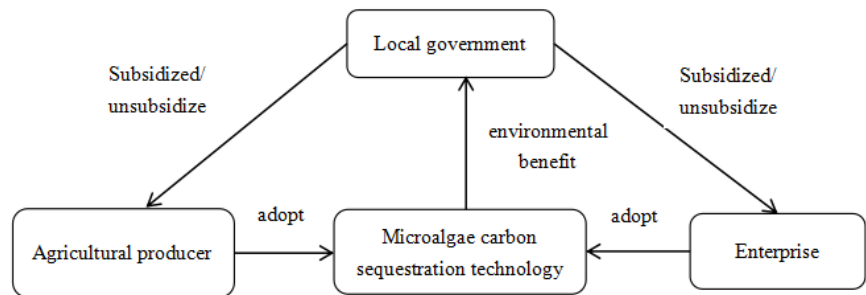 Local government
Subsidized/
unsubsidize
Subsidized/
unsubsidize
environmental
benefit
adopt
adopt
Agricultural producer
Microalgae carbon
sequestration technology
Enterprise